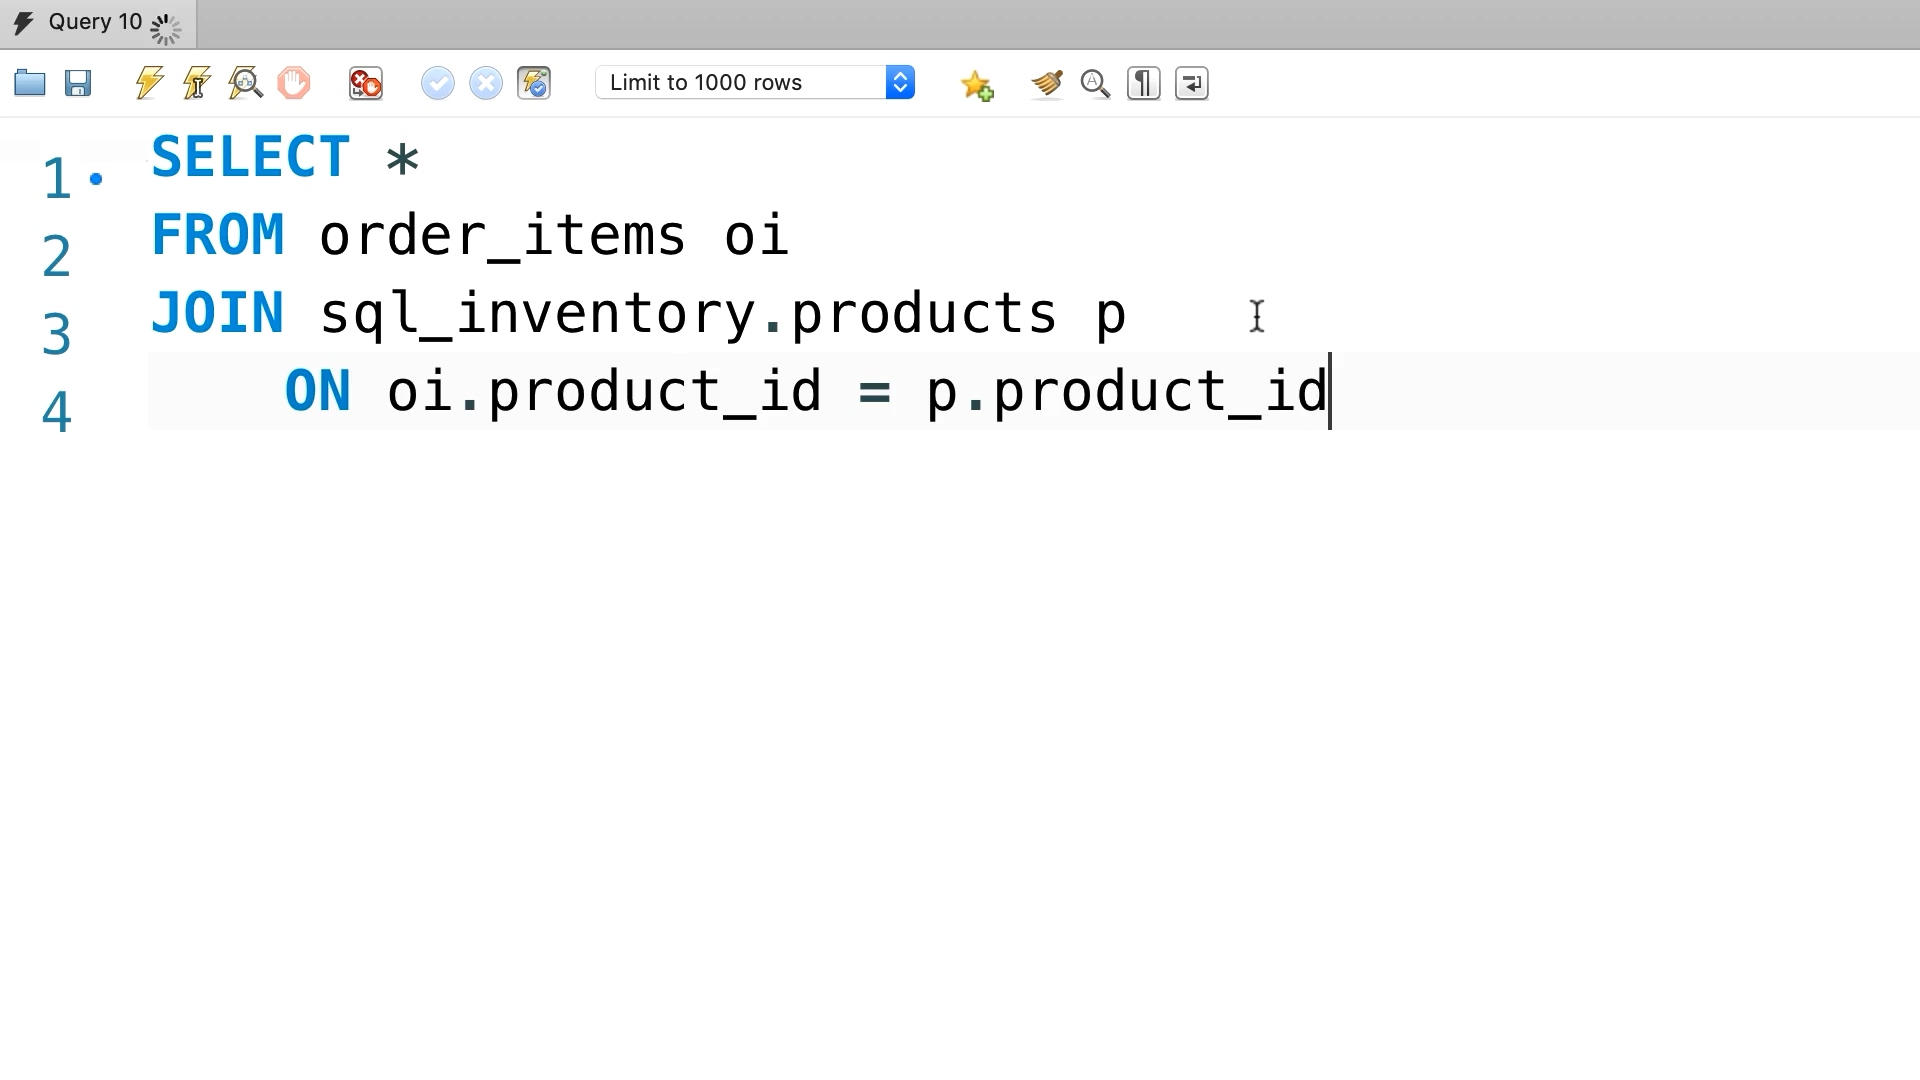 Query 10
Limit to 1000 rows
1 SELECT *
2 FROM order_items oi
3 JOIN sql_inventory.products p
4 ON oi.product_id = p.product_id